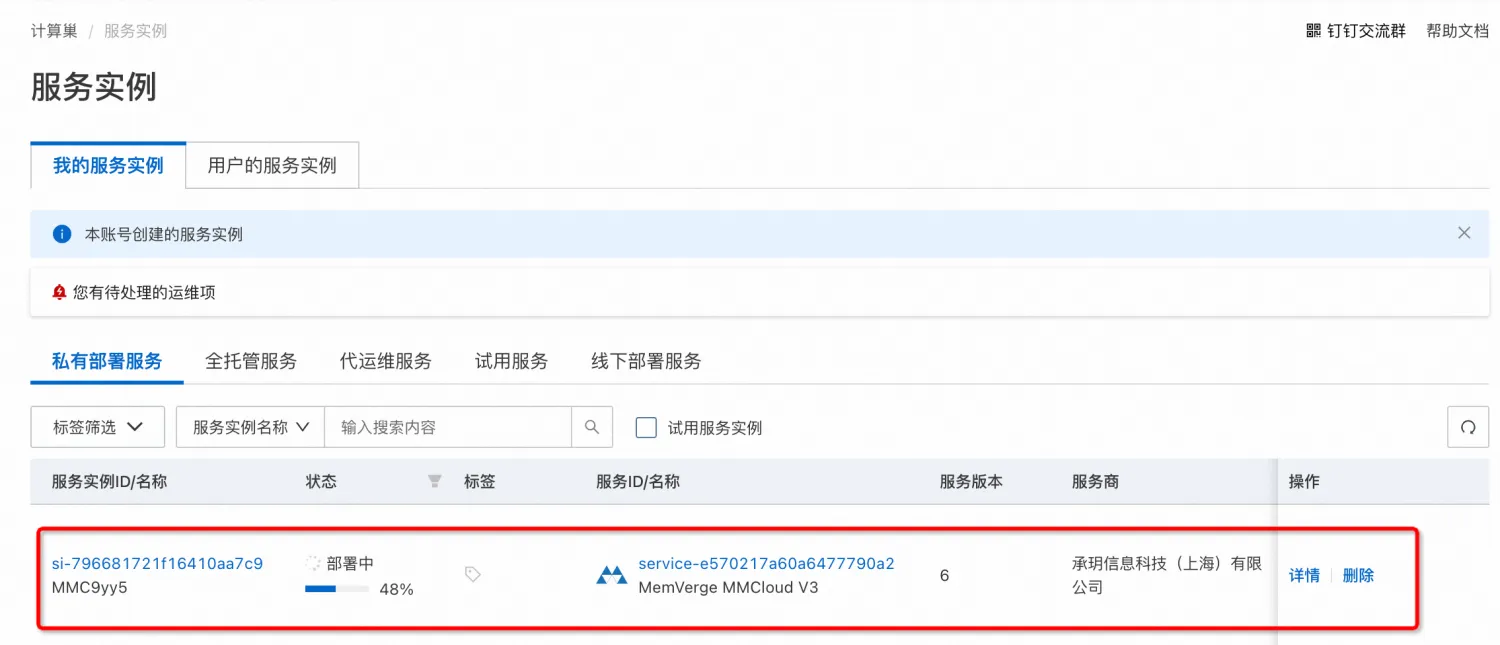 计算巢 / 服务实例
钉钉交流群 帮助文档
服务实例
我的服务实例 用户的服务实例
本账号创建的服务实例
您有待处理的运维项
私有部署服务 全托管服务 代运维服务 试用服务 线下部署服务
标签筛选 服务实例名称 输入搜索内容 试用服务实例
服务实例ID/名称 状态 标签 服务ID/名称 服务版本 服务商 操作
si-796681721f16410aa7c9 部署中 service-e570217a60a6477790a2 承玥信息科技（上海）有限
MMC9yy5 48% MemVerge MMCloud V3 6 公司 详情 删除